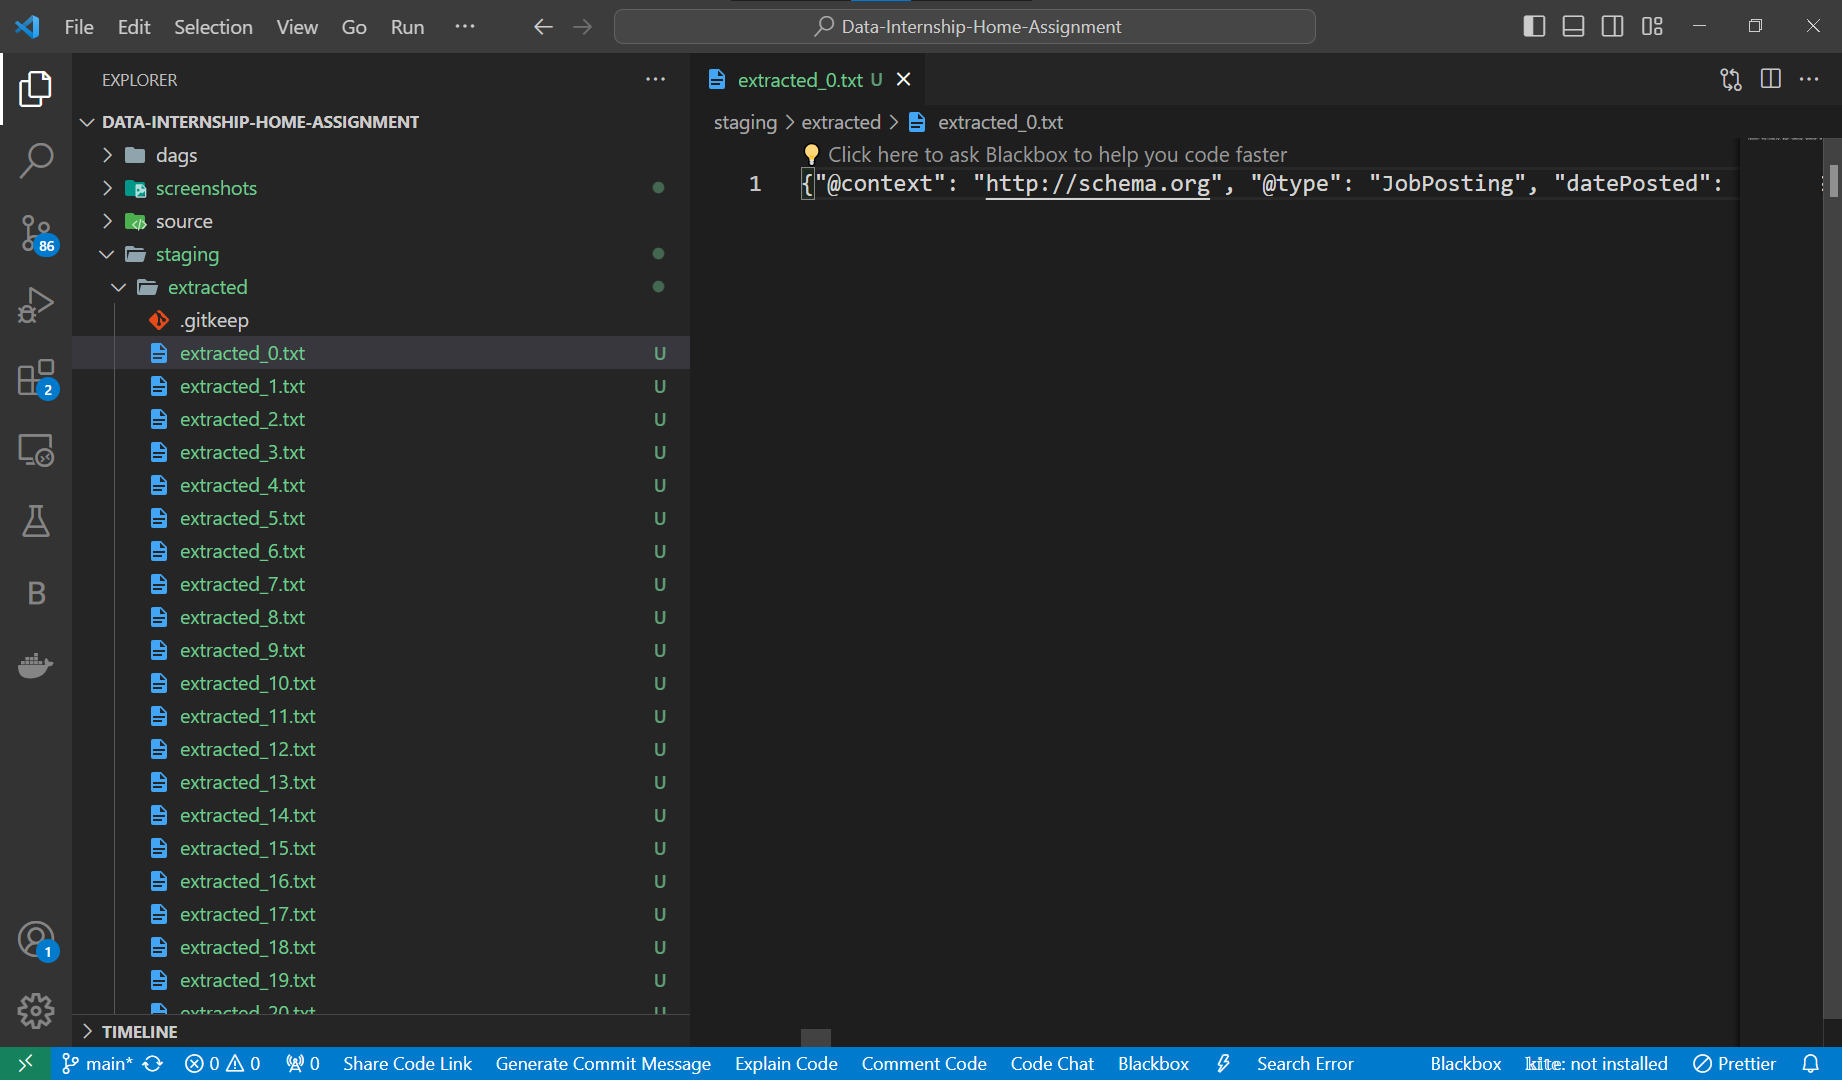 File Edit Selection View Go Run ··· Data-Internship-Home-Assignment
EXPLORER
DATA-INTERNSHIP-HOME-ASSIGNMENT
dags
screenshots
source
staging
extracted
.gitkeep
extracted_0.txt U
extracted_1.txt U
extracted_2.txt U
extracted_3.txt U
extracted_4.txt U
extracted_5.txt U
extracted_6.txt U
extracted_7.txt U
extracted_8.txt U
extracted_9.txt U
extracted_10.txt U
extracted_11.txt U
extracted_12.txt U
extracted_13.txt U
extracted_14.txt U
extracted_15.txt U
extracted_16.txt U
extracted_17.txt U
extracted_18.txt U
extracted_19.txt U
extracted_20.txt U
TIMELINE
86
2
B
1
extracted_0.txt U
staging > extracted > extracted_0.txt
Click here to ask Blackbox to help you code faster
1 {"@context": "http://schema.org", "@type": "JobPosting", "datePosted":
main* 0 0 0 Share Code Link Generate Commit Message Explain Code Comment Code Code Chat Blackbox Search Error Blackbox kite: not installed Prettier